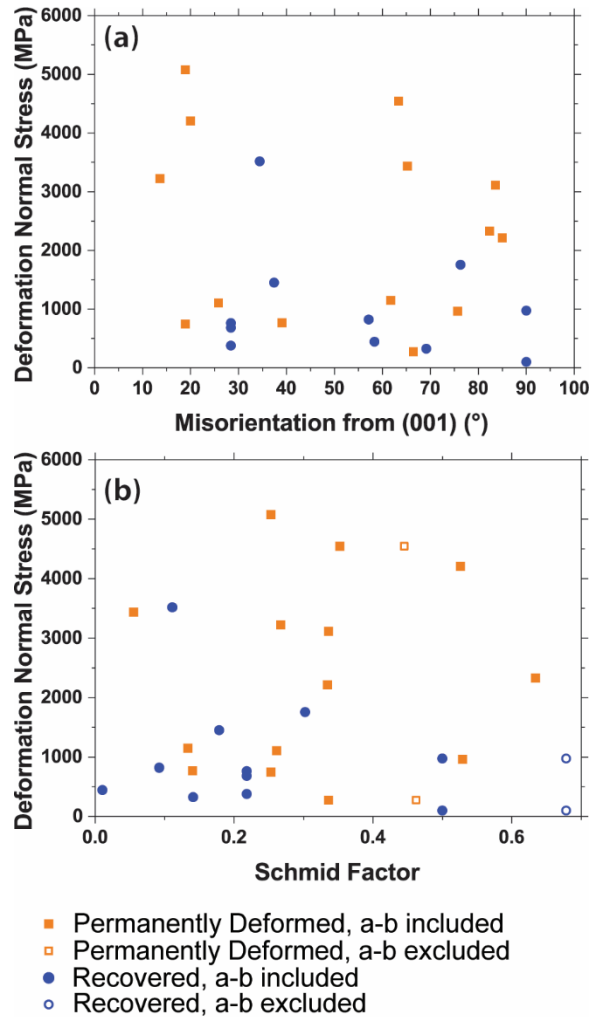 (a)
Deformation Normal Stress (MPa)
6000
5000
4000
3000
2000
1000
0
0 10 20 30 40 50 60 70 80 90 100
Misorientation from (001) (°)
(b)
Deformation Normal Stress (MPa)
6000
5000
4000
3000
2000
1000
0
0.0 0.2 0.4 0.6
Schmid Factor
Permanently Deformed, a-b included
Permanently Deformed, a-b excluded
Recovered, a-b included
Recovered, a-b excluded